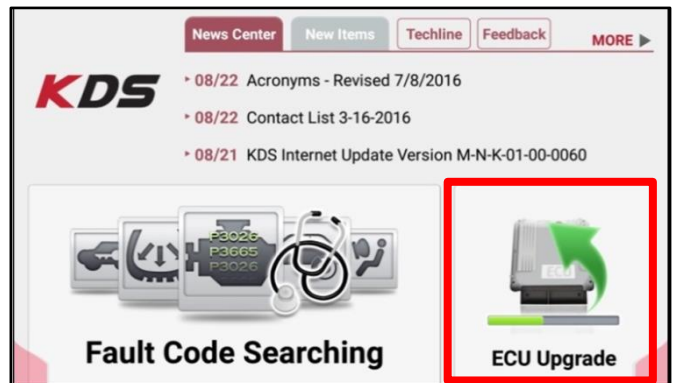 News Center New Items Techline Feedback MORE
KDS
08/22 Acronyms - Revised 7/8/2016
08/22 Contact List 3-16-2016
08/21 KDS Internet Update Version M-N-K-01-00-0060
P3026
P3665
P3026
ECU
Fault Code Searching
ECU Upgrade